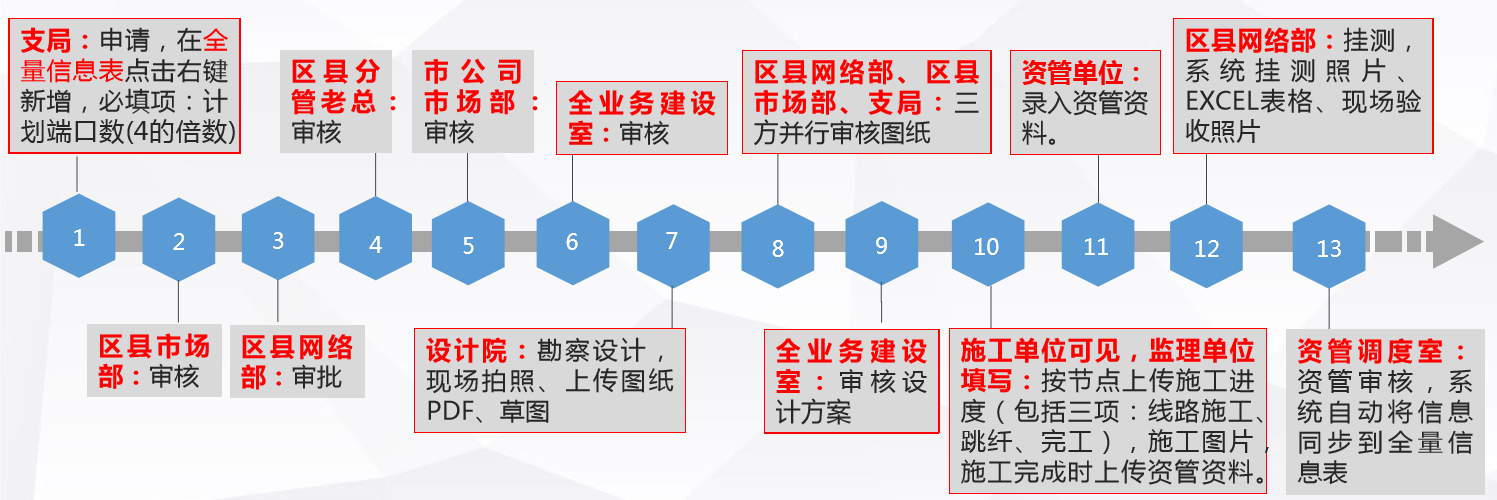 支局：申请，在全
量信息表点击右键
新增，必填项：计
划端口数(4的倍数)
区县分
管老总：
审核
市公司
市场部：
审核
全业务建设
室：审核
区县网络部、区县
市场部、支局：三
方并行审核图纸
资管单位：
录入资管资
料。
区县网络部：挂测，
系统挂测照片、
EXCEL表格、现场验
收照片
1
2
3
4
5
6
7
8
9
10
11
12
13
区县市场
部：审核
区县网络
部：审批
设计院：勘察设计，
现场拍照、上传图纸
PDF、草图
全业务建设
室：审核设
计方案
施工单位可见，监理单位
填写：按节点上传施工进
度（包括三项：线路施工、
跳纤、完工），施工图片，
施工完成时上传资管资料。
资管调度室：
资管审核，系
统自动将信息
同步到全量信
息表